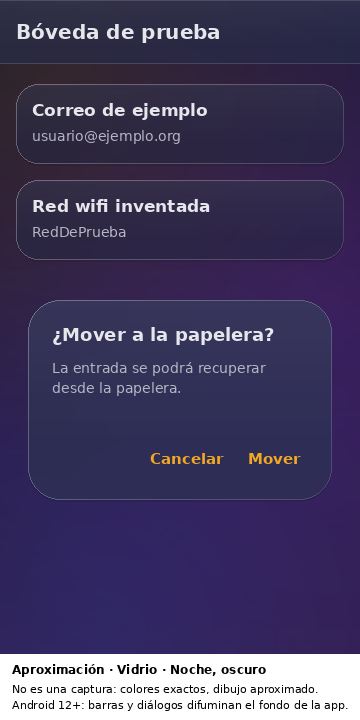 Bóveda de prueba
Correo de ejemplo
usuario@ejemplo.org
Red wifi inventada
RedDePrueba
¿Mover a la papelera?
La entrada se podrá recuperar
desde la papelera.
Cancelar Mover
Aproximación · Vidrio · Noche, oscuro
No es una captura: colores exactos, dibujo aproximado.
Android 12+: barras y diálogos difuminan el fondo de la app.